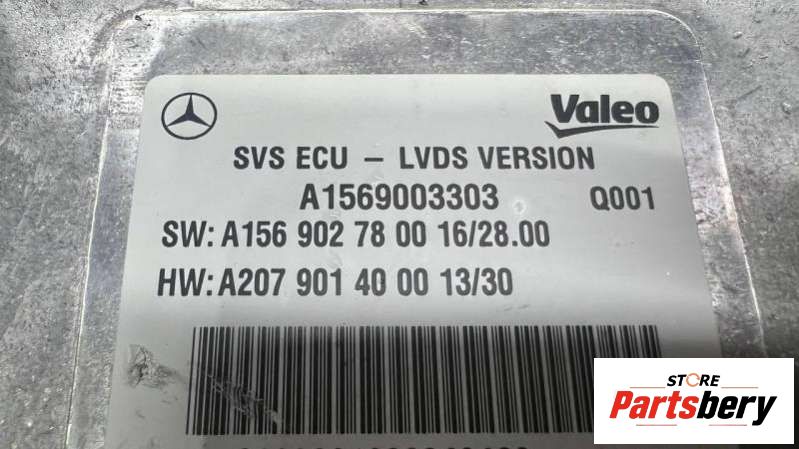 Valeo
SVS ECU – LVDS VERSION
A1569003303 Q001
SW: A156 902 78 00 16/28.00
HW: A207 901 40 00 13/30
STORE
Partsbery